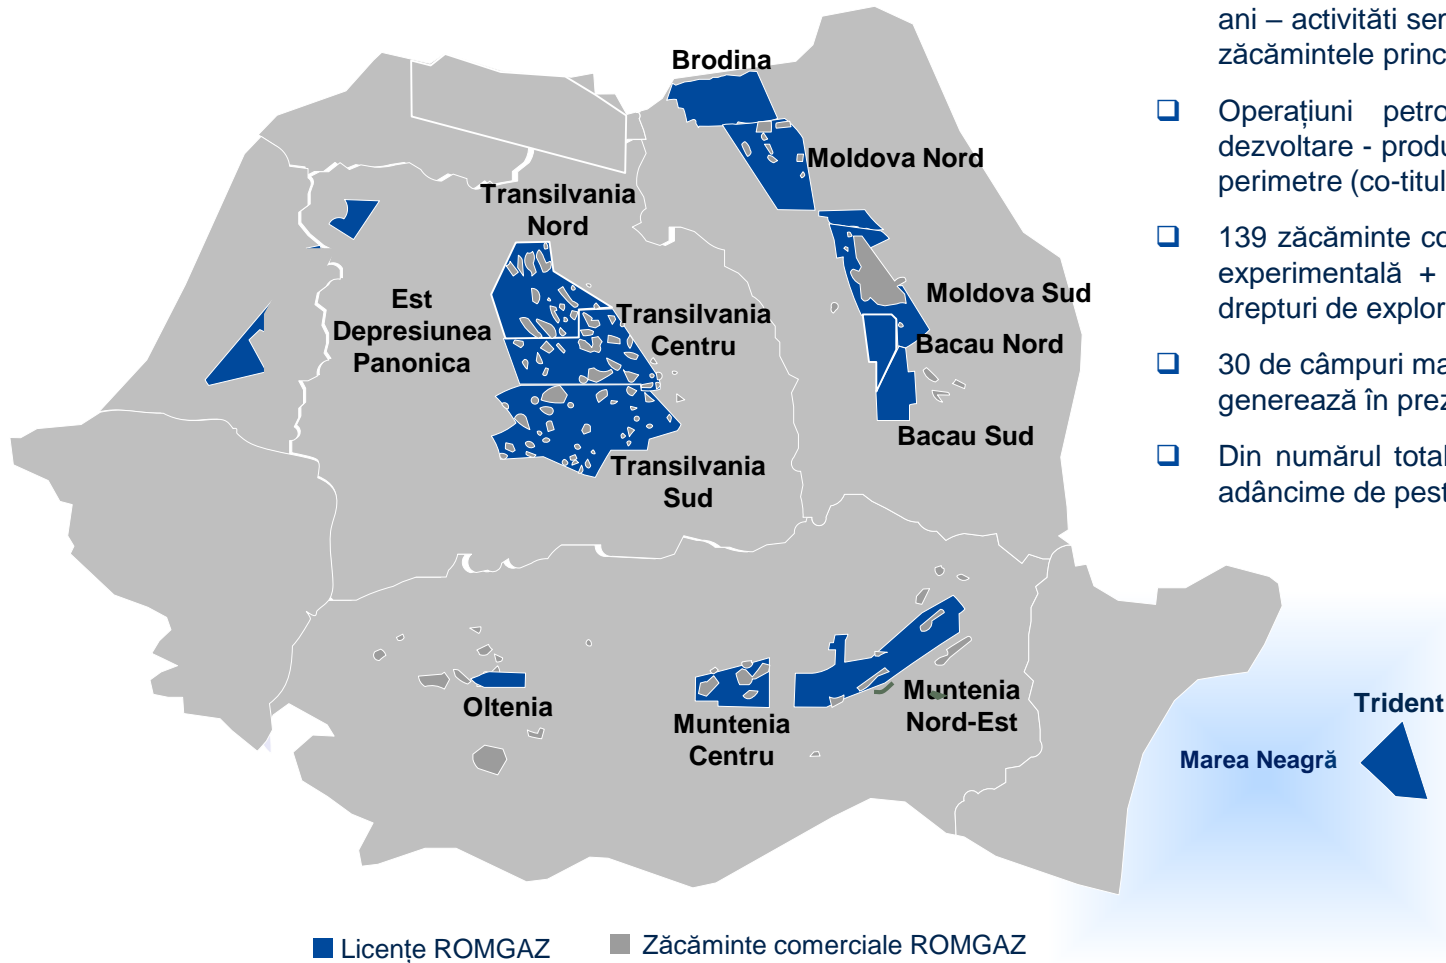 Brodina
Moldova Nord
Transilvania
Nord
Est
Depresiunea
Panonica
Transilvania
Centru
Moldova Sud
Bacau Nord
Bacau Sud
Transilvania
Sud
Oltenia
Muntenia
Centru
Muntenia
Nord-Est
Trident
Marea Neagră
Licențe ROMGAZ
Zăcăminte comerciale ROMGAZ
ani – activităti ser
zăcămintele princ
❑ Operațiuni petro
dezvoltare - produ
perimetre (co-titul
❑ 139 zăcăminte co
experimentală +
drepturi de explor
❑ 30 de câmpuri ma
generează în prez
❑ Din numărul total
adâncime de pest